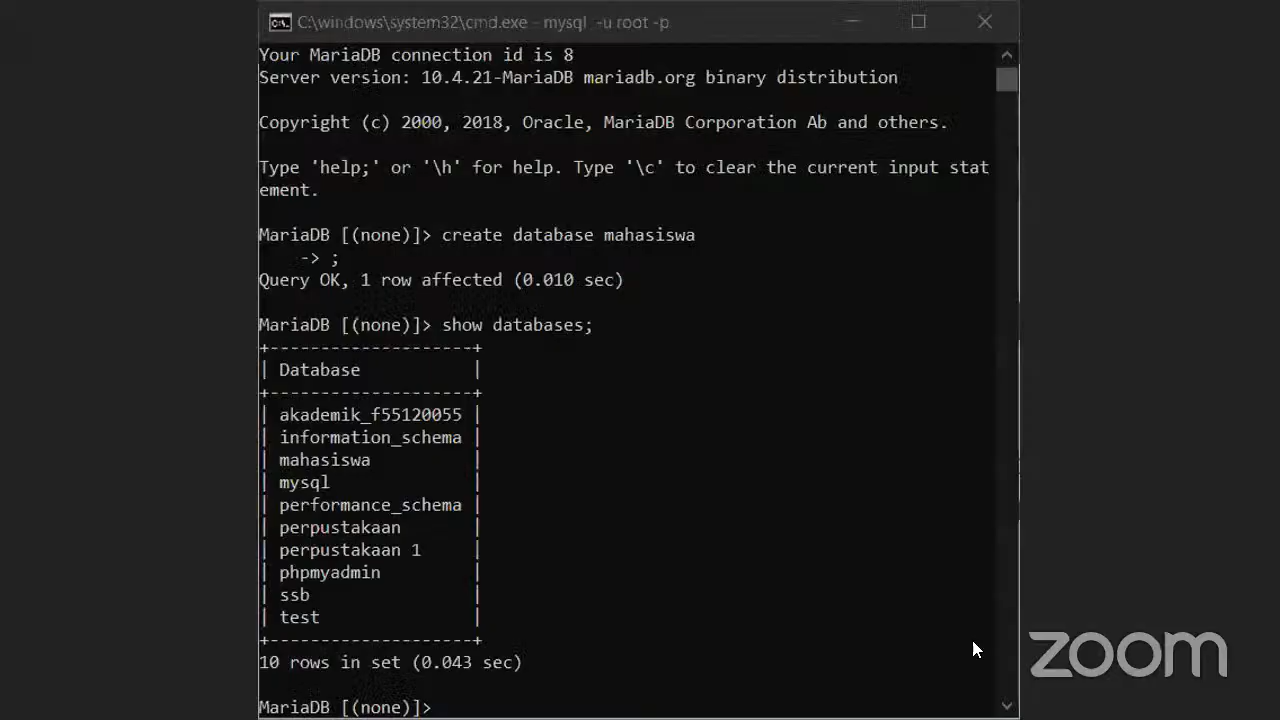 C:\windows\system32\cmd.exe - mysql -u root -p
Your MariaDB connection id is 8
Server version: 10.4.21-MariaDB mariadb.org binary distribution
Copyright (c) 2000, 2018, Oracle, MariaDB Corporation Ab and others.
Type 'help;' or '\h' for help. Type '\c' to clear the current input stat
ement.
MariaDB [(none)]> create database mahasiswa
    -> ;
Query OK, 1 row affected (0.010 sec)
MariaDB [(none)]> show databases;
+--------------------+
| Database           |
+--------------------+
| akademik_f55120055 |
| information_schema |
| mahasiswa          |
| mysql              |
| performance_schema |
| perpustakaan       |
| perpustakaan 1     |
| phpmyadmin         |
| ssb                |
| test               |
+--------------------+
10 rows in set (0.043 sec)
MariaDB [(none)]>
zoom